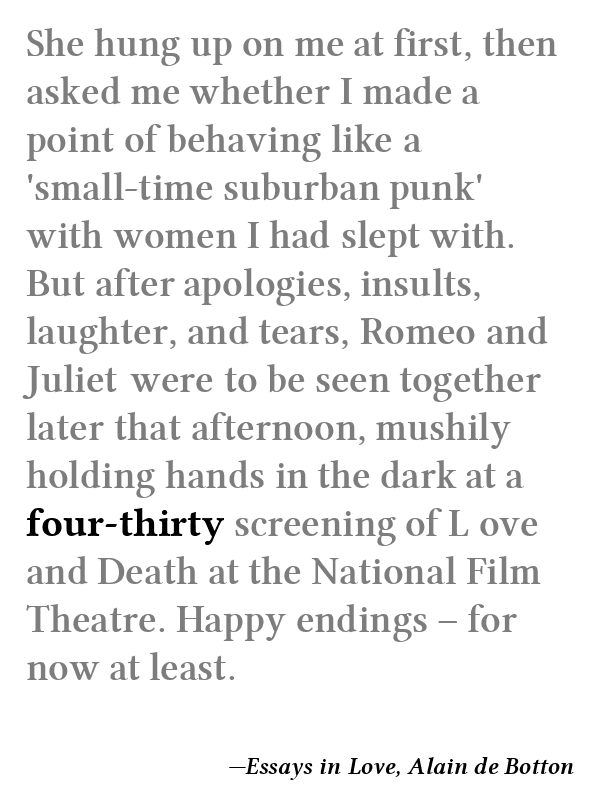 She hung up on me at first, then
asked me whether I made a
point of behaving like a
'small-time suburban punk'
with women I had slept with.
But after apologies, insults,
laughter, and tears, Romeo and
Juliet were to be seen together
later that afternoon, mushily
holding hands in the dark at a
four-thirty screening of L ove
and Death at the National Film
Theatre. Happy endings – for
now at least.
—Essays in Love, Alain de Botton